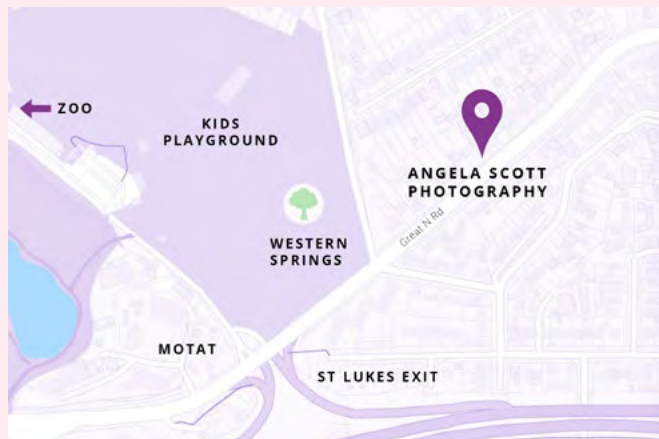 ZOO
KIDS
PLAYGROUND
ANGELA SCOTT
PHOTOGRAPHY
Great N Rd
WESTERN
SPRINGS
MOTAT
ST LUKES EXIT